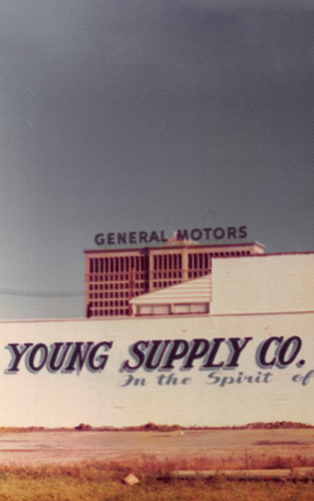 GENERAL MOTORS
YOUNG SUPPLY CO.
In the Spirit of